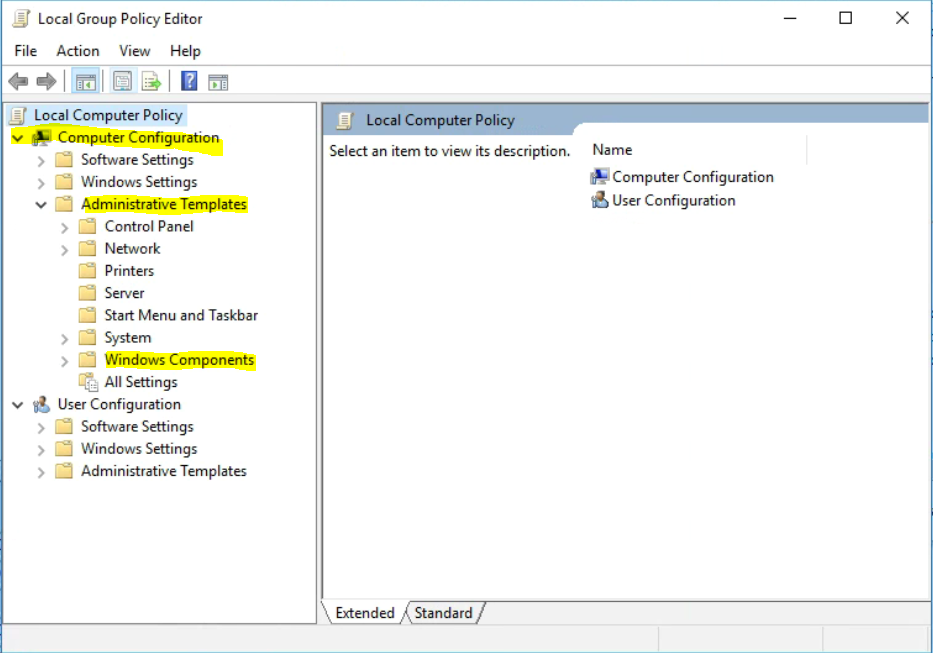 Local Group Policy Editor
File Action View Help
Local Computer Policy
Computer Configuration
Software Settings
Windows Settings
Administrative Templates
Control Panel
Network
Printers
Server
Start Menu and Taskbar
System
Windows Components
All Settings
User Configuration
Software Settings
Windows Settings
Administrative Templates
Local Computer Policy
Select an item to view its description.
Name
Computer Configuration
User Configuration
Extended Standard